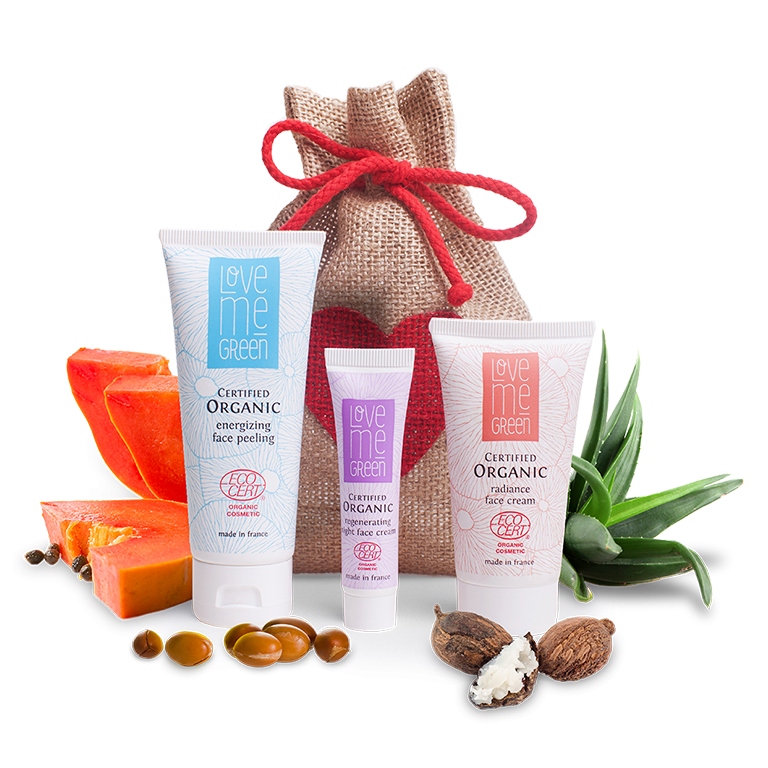 LOVE
ME
GREEN
CERTIFIED
ORGANIC
energizing
face peeling
ECO
CERT®
ORGANIC
COSMETIC
made in france
LOVE
ME
GREEN
CERTIFIED
ORGANIC
regenerating
night face cream
ECO
CERT®
ORGANIC
COSMETIC
made in france
LOVE
ME
GREEN
CERTIFIED
ORGANIC
radiance
face cream
ECO
CERT®
ORGANIC
COSMETIC
made in france